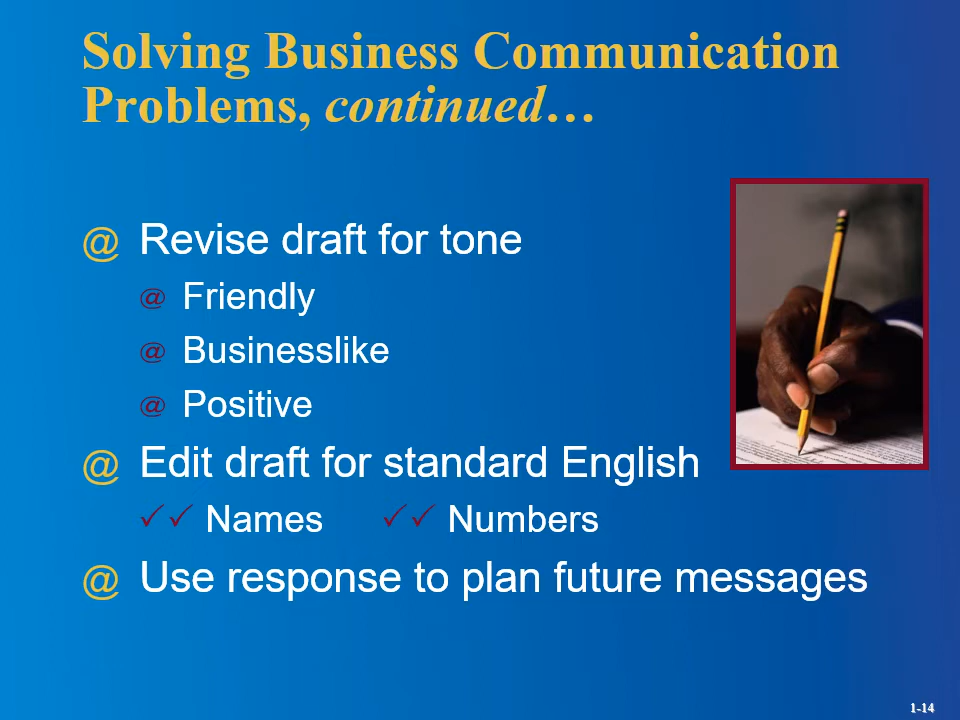 Solving Business Communication
Problems, continued…
@ Revise draft for tone
@ Friendly
@ Businesslike
@ Positive
@ Edit draft for standard English
✓✓ Names ✓✓ Numbers
@ Use response to plan future messages
1-14